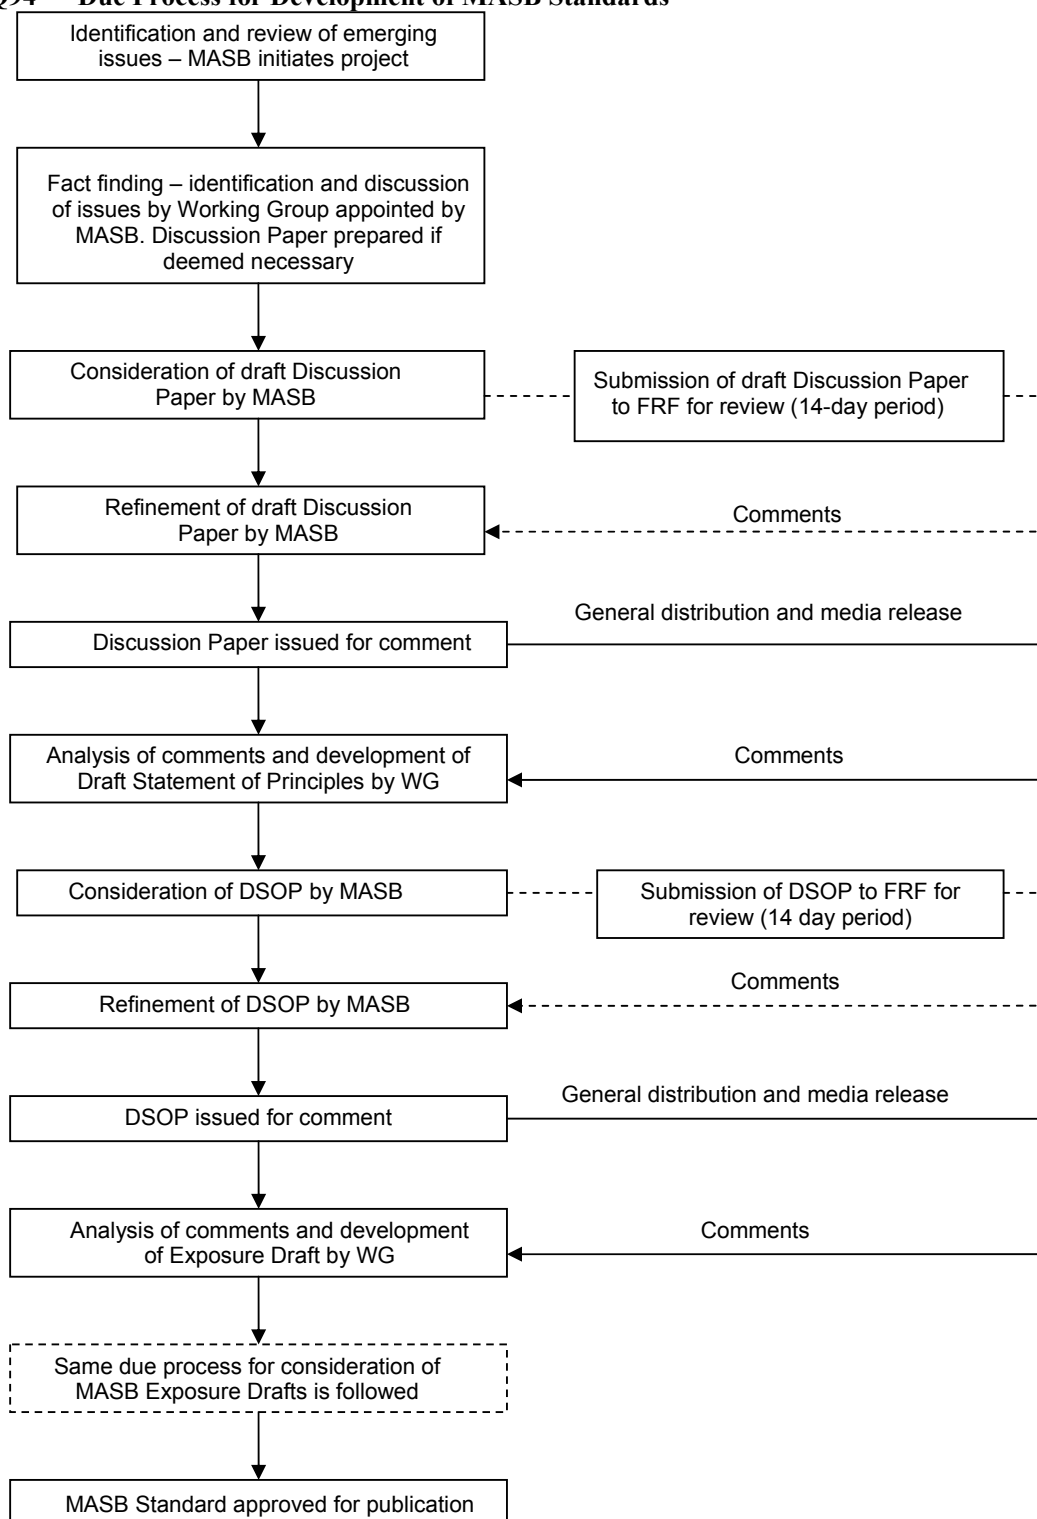 Due Process for Development of MASB Standards
Identification and review of emerging
issues – MASB initiates project
Fact finding – identification and discussion
of issues by Working Group appointed by
MASB. Discussion Paper prepared if
deemed necessary
Consideration of draft Discussion
Paper by MASB
Submission of draft Discussion Paper
to FRF for review (14-day period)
Refinement of draft Discussion
Paper by MASB
Comments
General distribution and media release
Discussion Paper issued for comment
Analysis of comments and development of
Draft Statement of Principles by WG
Comments
Consideration of DSOP by MASB
Submission of DSOP to FRF for
review (14 day period)
Comments
Refinement of DSOP by MASB
General distribution and media release
DSOP issued for comment
Analysis of comments and development
of Exposure Draft by WG
Comments
Same due process for consideration of
MASB Exposure Drafts is followed
MASB Standard approved for publication